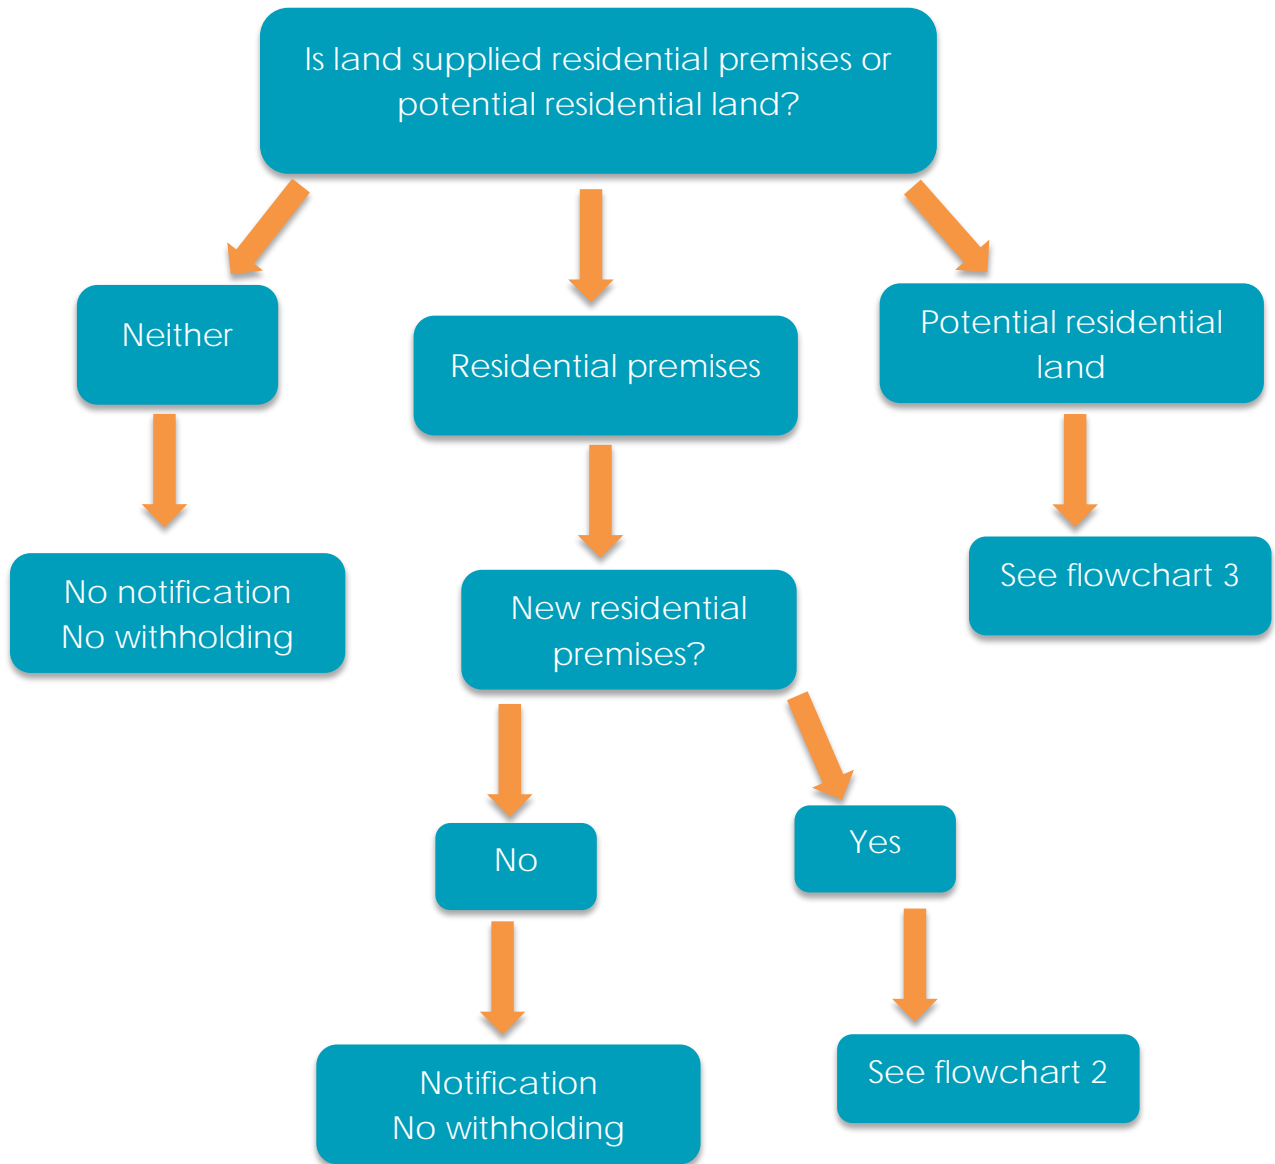 Is land supplied residential premises or
potential residential land?
Neither
Residential premises
Potential residential
land
No notification
No withholding
New residential
premises?
See flowchart 3
No
Yes
Notification
No withholding
See flowchart 2